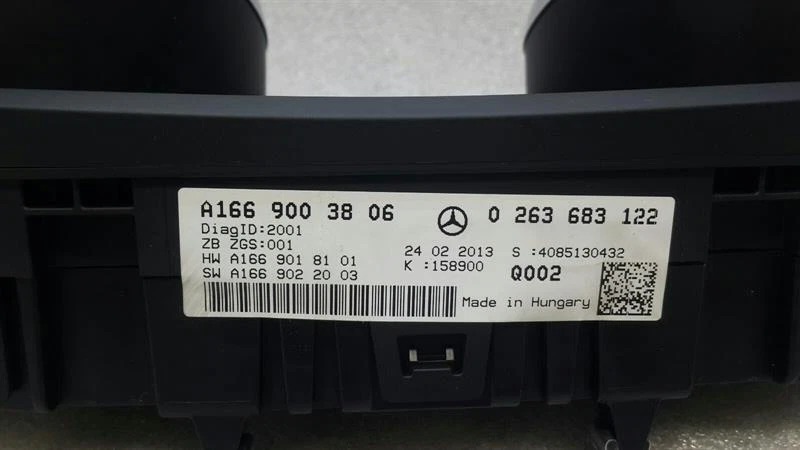 A166 900 38 06 0 263 683 122
DiagID:2001
ZB ZGS:001
HW A166 901 81 01 24 02 2013 S :4085130432
SW A166 902 20 03 K :158900 Q002
Made in Hungary